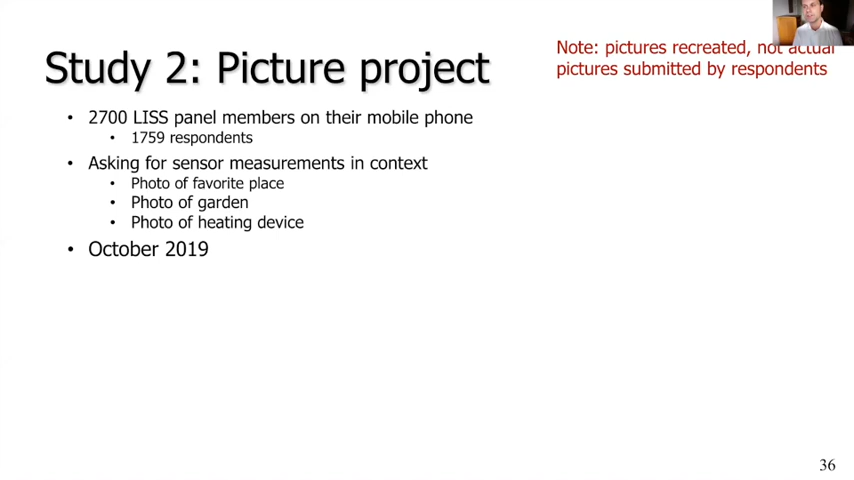 Study 2: Picture project
Note: pictures recreated, not actual
pictures submitted by respondents
• 2700 LISS panel members on their mobile phone
• 1759 respondents
• Asking for sensor measurements in context
• Photo of favorite place
• Photo of garden
• Photo of heating device
• October 2019
36